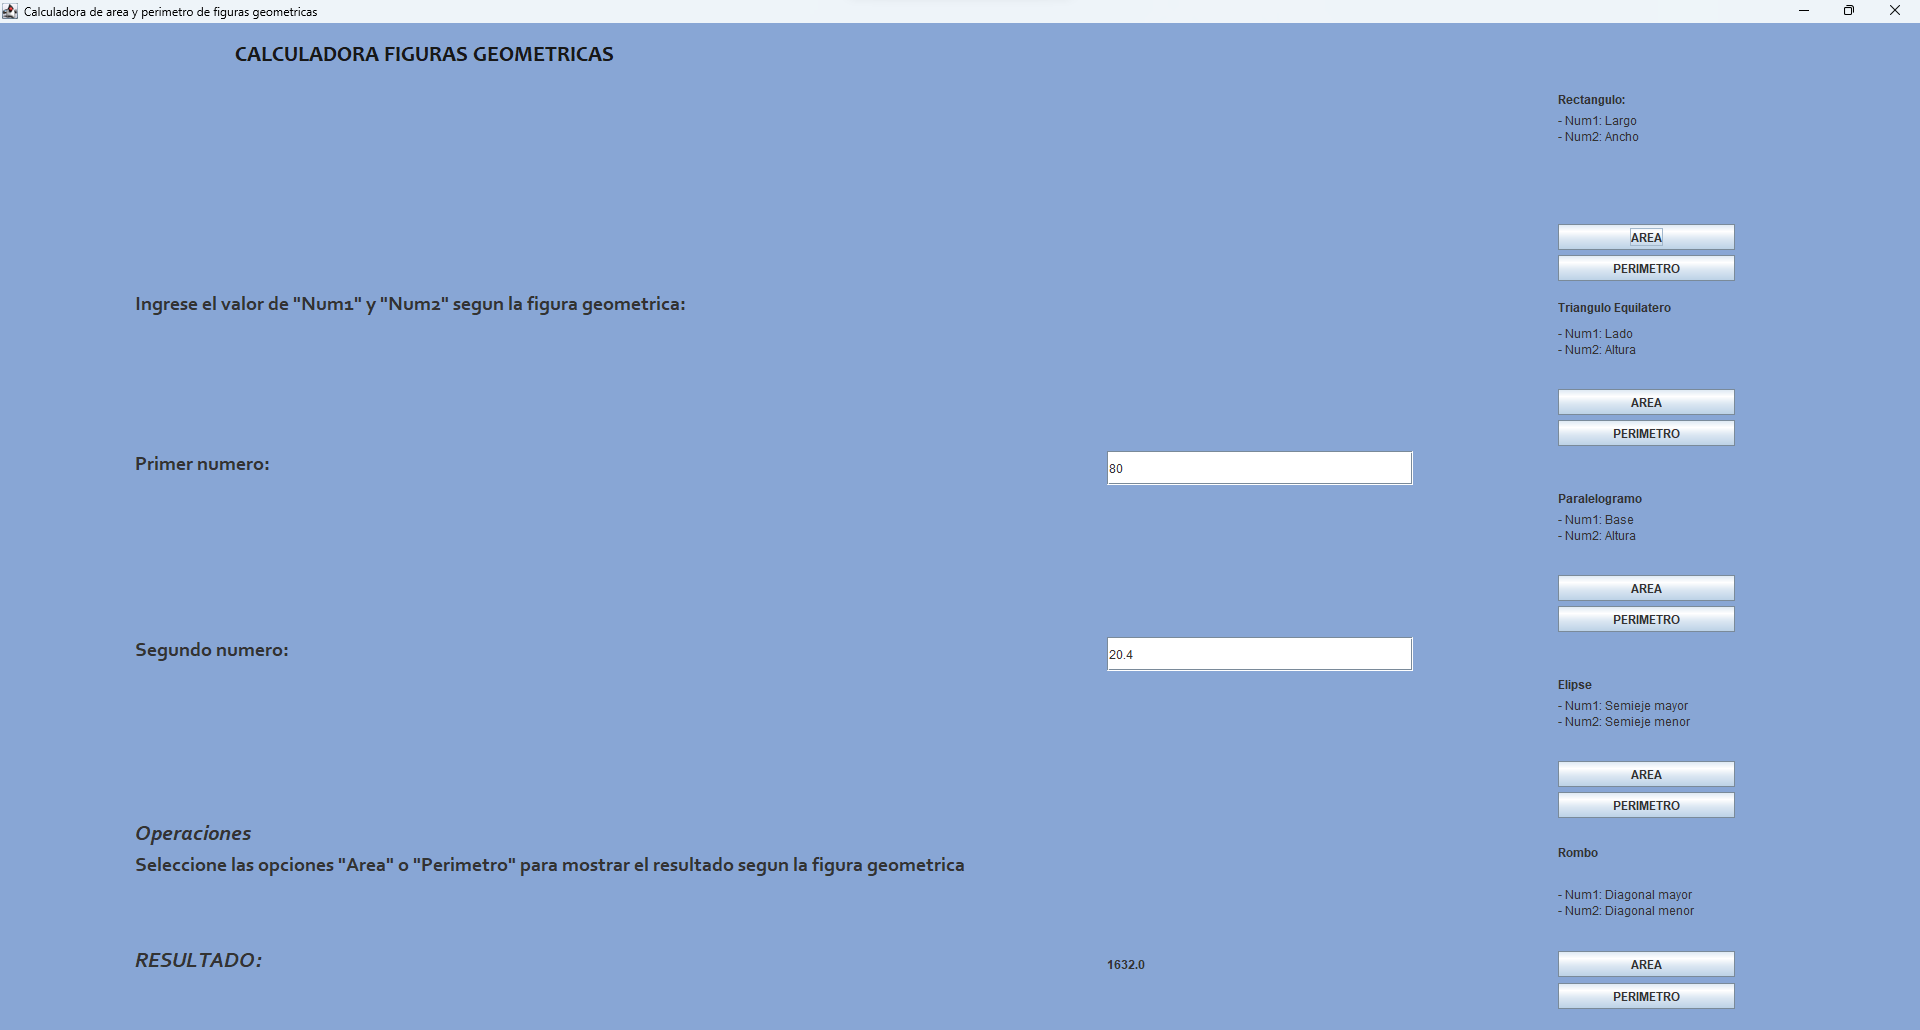 Calculadora de area y perimetro de figuras geometricas
CALCULADORA FIGURAS GEOMETRICAS
Rectangulo:
- Num1: Largo
- Num2: Ancho
AREA
PERIMETRO
Ingrese el valor de "Num1" y "Num2" segun la figura geometrica:
Triangulo Equilatero
- Num1: Lado
- Num2: Altura
AREA
PERIMETRO
Primer numero:
80
Paralelogramo
- Num1: Base
- Num2: Altura
AREA
PERIMETRO
Segundo numero:
20.4
Elipse
- Num1: Semieje mayor
- Num2: Semieje menor
AREA
PERIMETRO
Operaciones
Seleccione las opciones "Area" o "Perimetro" para mostrar el resultado segun la figura geometrica
Rombo
- Num1: Diagonal mayor
- Num2: Diagonal menor
RESULTADO:
1632.0
AREA
PERIMETRO